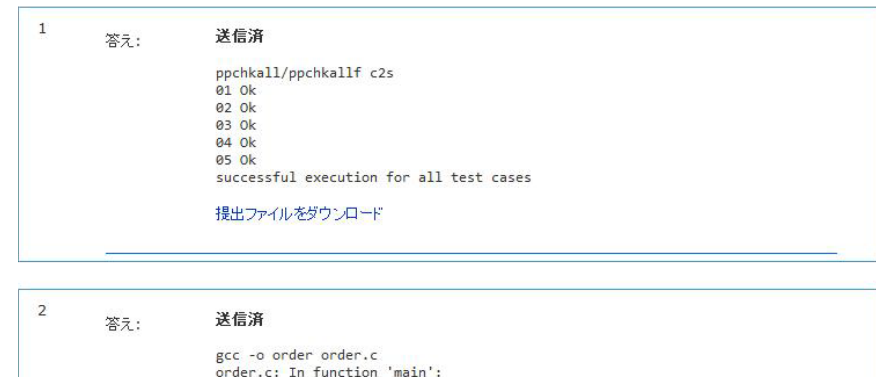 1
答え: 送信済
ppchkall/ppchkallf c2s
01 Ok
02 Ok
03 Ok
04 Ok
05 Ok
successful execution for all test cases
提出ファイルをダウンロード
2
答え: 送信済
gcc -o order order.c
order.c: In function 'main':